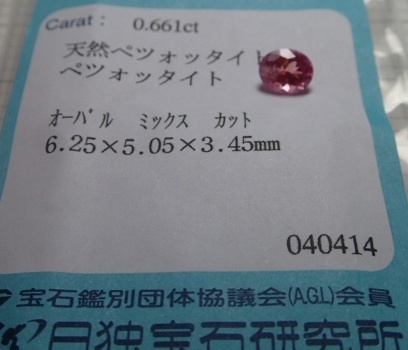 Carat : 0.661ct
天然ペツォッタイト
ペツォッタイト
ｵｰﾊﾞﾙ ﾐｯｸｽ ｶｯﾄ
6.25×5.05×3.45mm
040414
宝石鑑別団体協議会(A.G.L.)会員
日独宝石研究所